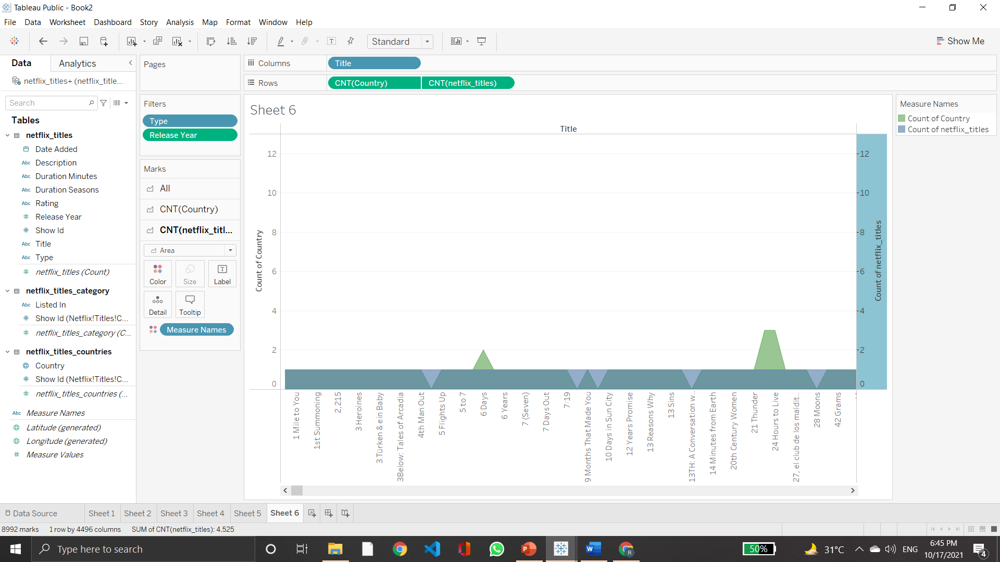 Tableau Public - Book2
File Data Worksheet Dashboard Story Analysis Map Format Window Help
Standard
Show Me
Data Analytics
netflix_titles+ (netflix_title...
Search
Tables
netflix_titles
Date Added
Abc Description
Abc Duration Minutes
Abc Duration Seasons
Abc Rating
Release Year
Show Id
Abc Title
Abc Type
netflix_titles (Count)
netflix_titles_category
Abc Listed In
Show Id (Netflix!Titles!C...
netflix_titles_category (C...
netflix_titles_countries
Country
Show Id (Netflix!Titles!C...
netflix_titles_countries (...
Abc Measure Names
Latitude (generated)
Longitude (generated)
Measure Values
Pages
Filters
Type
Release Year
Marks
All
CNT(Country)
CNT(netflix_titl...
Area
Color Size Label
Detail Tooltip
Measure Names
Columns Title
Rows CNT(Country) CNT(netflix_titles)
Sheet 6
Title
Count of Country
12
10
8
6
4
2
0
12
10
8
6
4
2
0
Count of netflix_titles
1 Mile to You
1st Summoning
2,215
3 Heroines
3 Türken & ein Baby
3Below: Tales of Arcadia
4th Man Out
5 Flights Up
5 to 7
6 Days
6 Years
7 (Seven)
7 Days Out
7:19
9 Months That Made You
10 Days in Sun City
12 Years Promise
13 Reasons Why
13 Sins
13TH: A Conversation w..
14 Minutes from Earth
20th Century Women
21 Thunder
24 Hours to Live
27, el club de los maldit..
28 Moons
42 Grams
Measure Names
Count of Country
Count of netflix_titles
Data Source Sheet 1 Sheet 2 Sheet 3 Sheet 4 Sheet 5 Sheet 6
8992 marks 1 row by 4496 columns SUM of CNT(netflix_titles): 4,525
Type here to search
50%
31°C
ENG
6:45 PM
10/17/2021
4